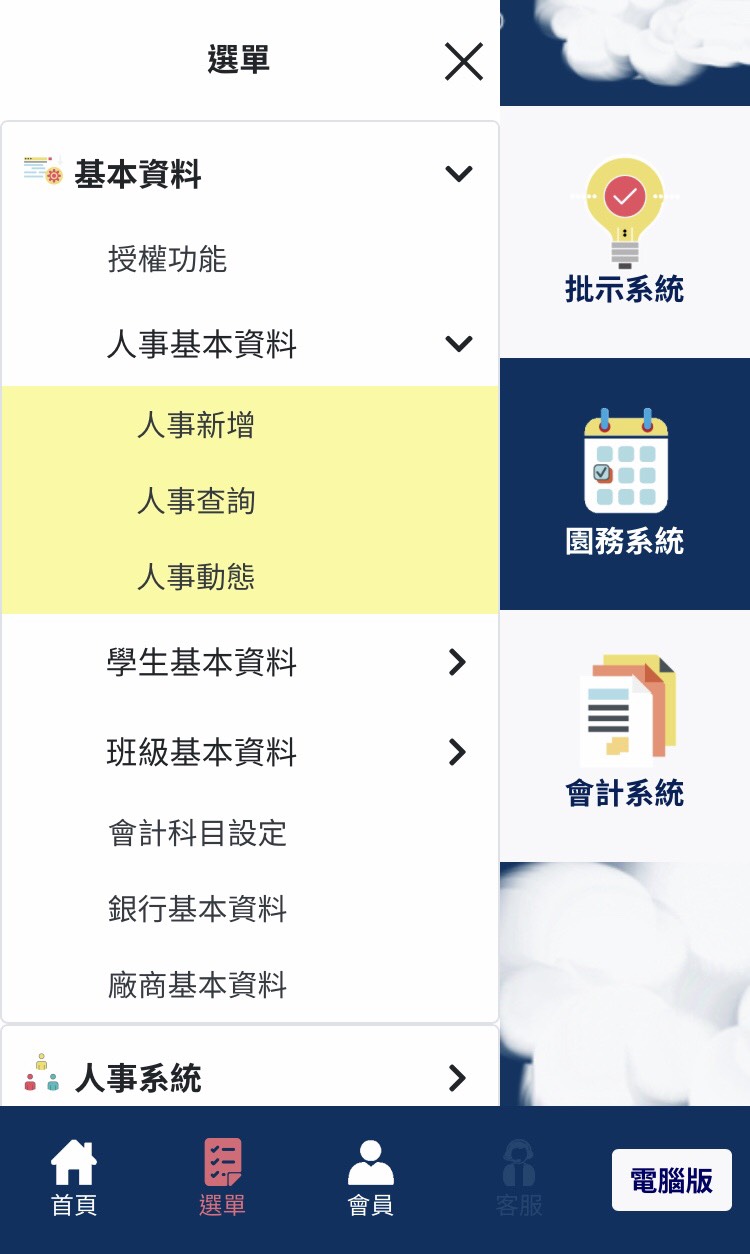 選單
基本資料
授權功能
人事基本資料
人事新增
人事查詢
人事動態
學生基本資料
班級基本資料
會計科目設定
銀行基本資料
廠商基本資料
人事系統
批示系統
園務系統
會計系統
首頁
選單
會員
客服
電腦版